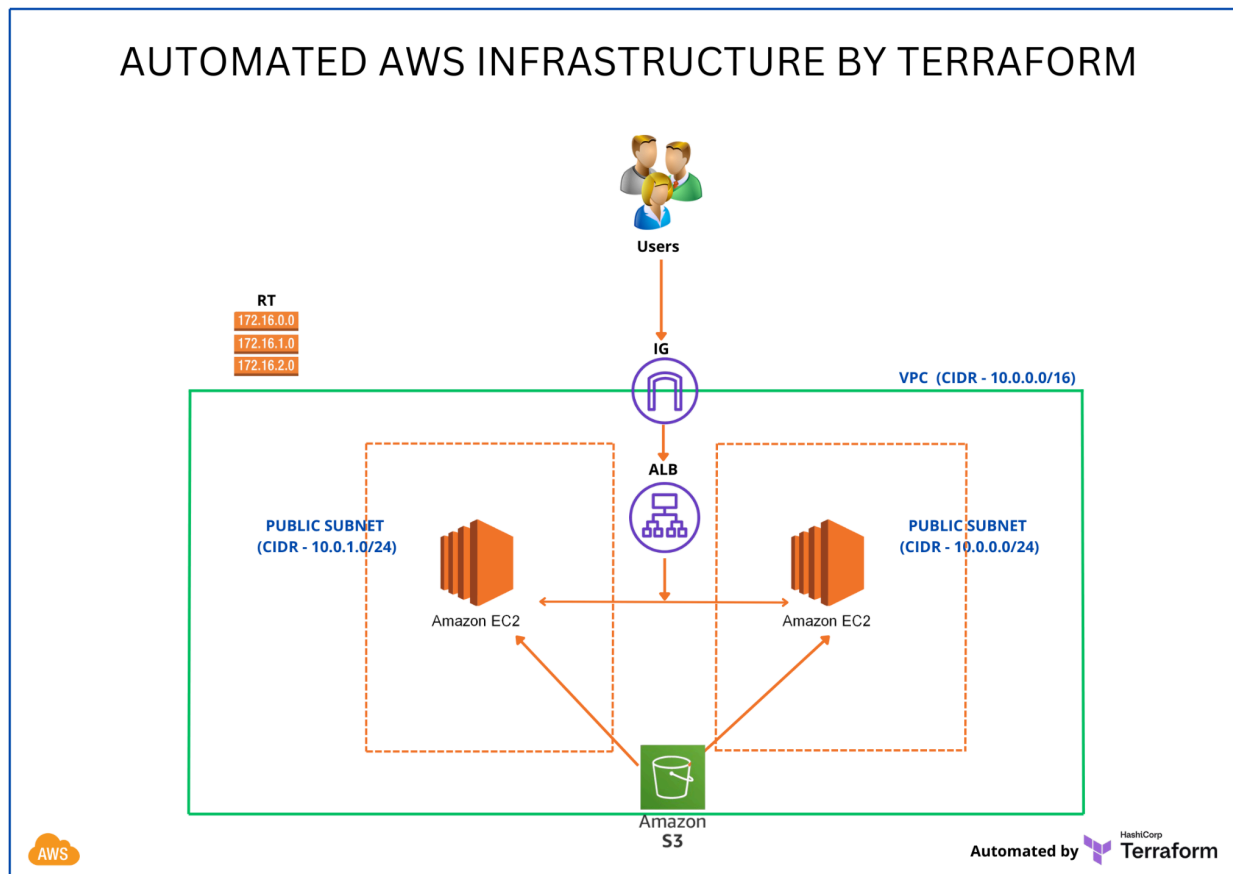 AUTOMATED AWS INFRASTRUCTURE BY TERRAFORM
Users
RT
172.16.0.0
172.16.1.0
172.16.2.0
IG
VPC (CIDR - 10.0.0.0/16)
ALB
PUBLIC SUBNET
(CIDR - 10.0.1.0/24)
PUBLIC SUBNET
(CIDR - 10.0.0.0/24)
Amazon EC2
Amazon EC2
Amazon
S3
AWS
Automated by
HashiCorp
Terraform